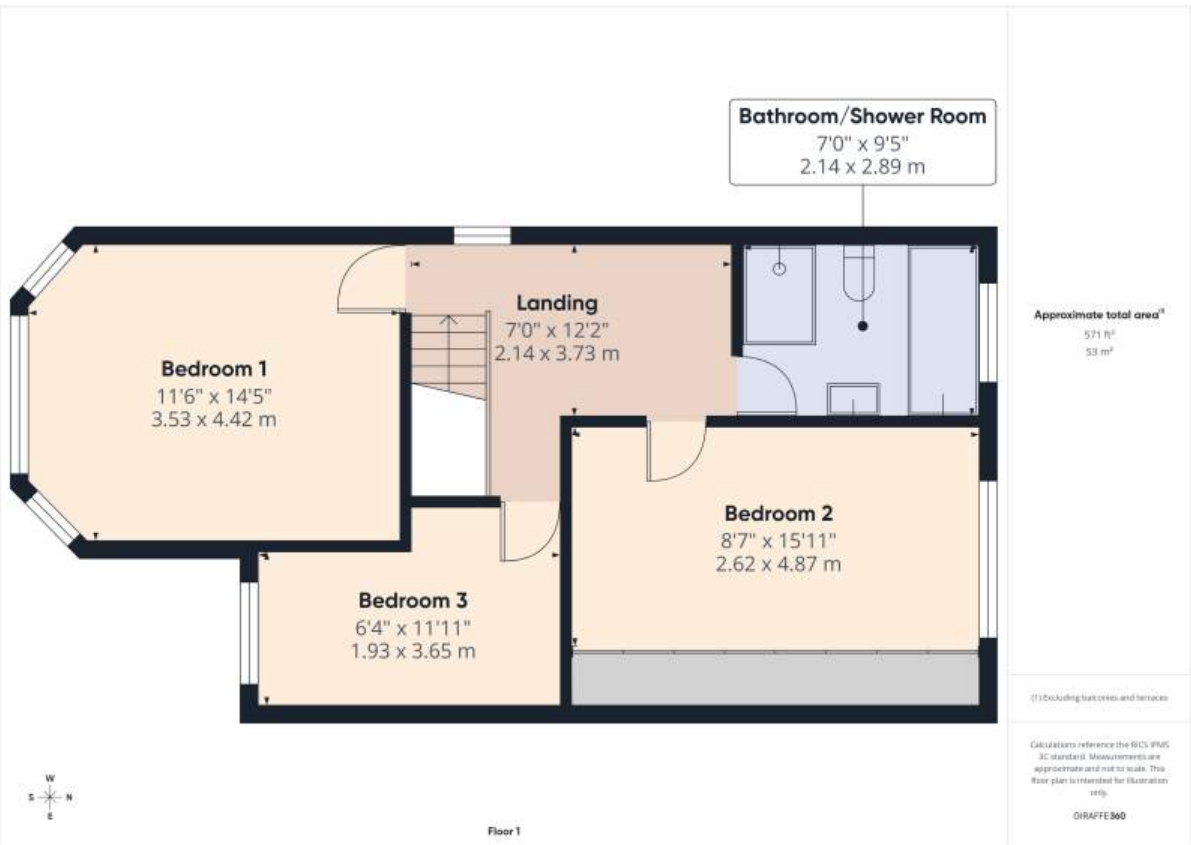 Bathroom/Shower Room
7'0" x 9'5"
2.14 x 2.89 m
Landing
7'0" x 12'2"
2.14 x 3.73 m
Bedroom 1
11'6" x 14'5"
3.53 x 4.42 m
Bedroom 2
8'7" x 15'11"
2.62 x 4.87 m
Bedroom 3
6'4" x 11'11"
1.93 x 3.65 m
W
S N
E
Floor 1
Approximate total area⁽¹⁾
571 ft²
53 m²
(1) Excluding balconies and terraces
Calculations reference the RICS IPMS
3C standard. Measurements are
approximate and not to scale. This
floor plan is intended for illustration
only.
GIRAFFE360